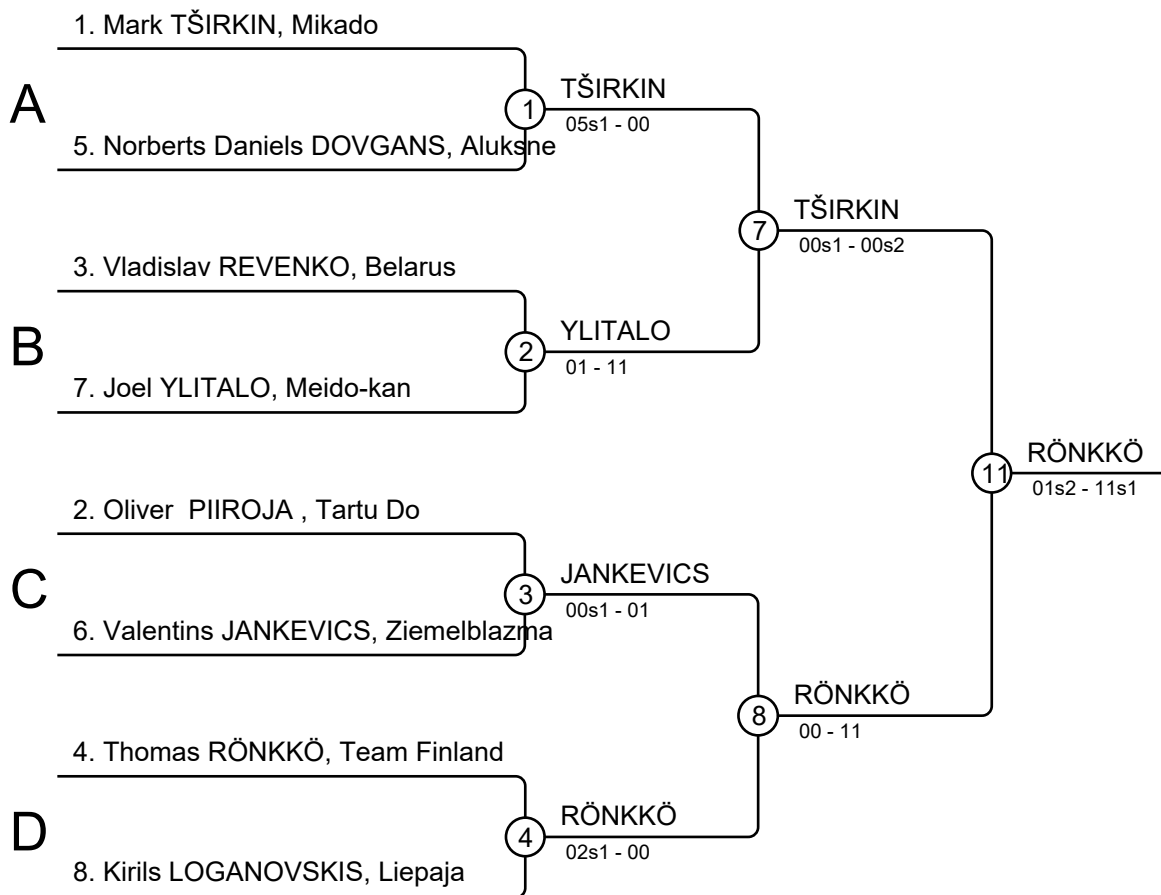 1. Mark TŠIRKIN, Mikado
A
1
TŠIRKIN
05s1 - 00
5. Norberts Daniels DOVGANS, Aluksne
7
TŠIRKIN
00s1 - 00s2
3. Vladislav REVENKO, Belarus
B
2
YLITALO
01 - 11
7. Joel YLITALO, Meido-kan
11
RÖNKKÖ
01s2 - 11s1
2. Oliver PIIROJA , Tartu Do
C
3
JANKEVICS
00s1 - 01
6. Valentins JANKEVICS, Ziemelblazma
8
RÖNKKÖ
00 - 11
4. Thomas RÖNKKÖ, Team Finland
D
4
RÖNKKÖ
02s1 - 00
8. Kirils LOGANOVSKIS, Liepaja